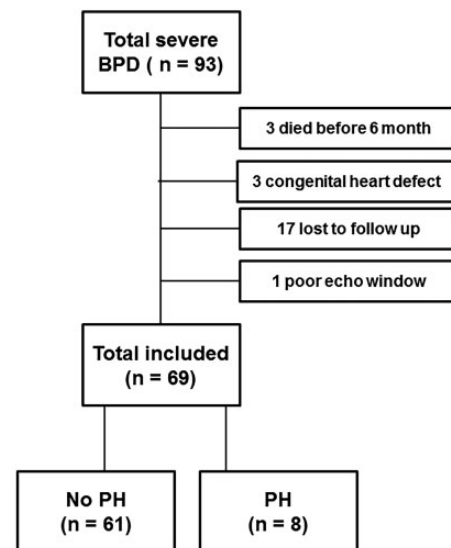 Total severe
BPD ( n = 93)
3 died before 6 month
3 congenital heart defect
17 lost to follow up
1 poor echo window
Total included
(n = 69)
No PH
(n = 61)
PH
(n = 8)